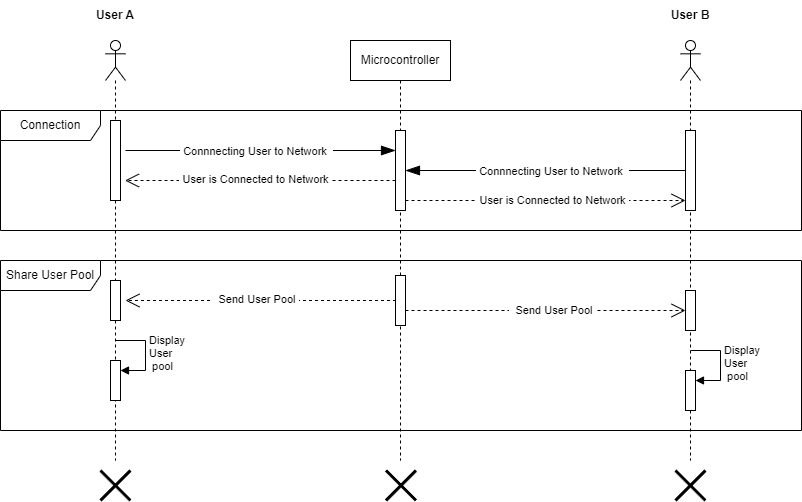 User A
User B
Microcontroller
Connection
Connnecting User to Network
Connnecting User to Network
User is Connected to Network
User is Connected to Network
Share User Pool
Send User Pool
Send User Pool
Display
User
pool
Display
User
pool